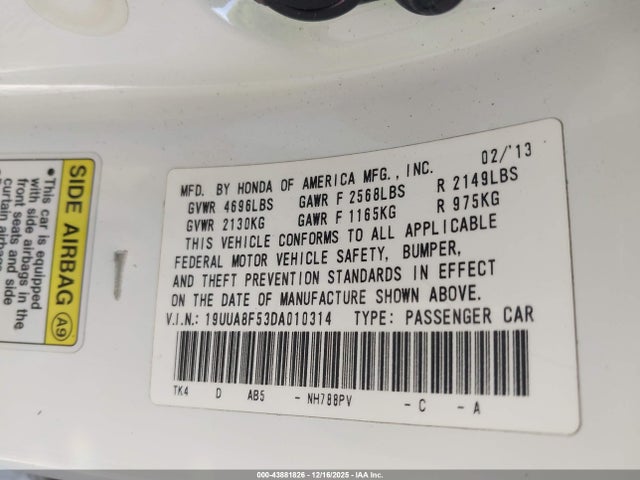 SIDE AIRBAG A9
•This car is equipped
with side airbags in the
front seats and side
curtain airbags
MFD. BY HONDA OF AMERICA MFG., INC. 02/'13
GVWR 4696LBS GAWR F 2568LBS R 2149LBS
GVWR 2130KG GAWR F 1165KG R 975KG
THIS VEHICLE CONFORMS TO ALL APPLICABLE
FEDERAL MOTOR VEHICLE SAFETY, BUMPER,
AND THEFT PREVENTION STANDARDS IN EFFECT
ON THE DATE OF MANUFACTURE SHOWN ABOVE.
V.I.N.: 19UUA8F53DA010314 TYPE: PASSENGER CAR
TK4 D AB5 - NH788PV - C - A
000-43881826 - 12/16/2025 - IAA Inc.